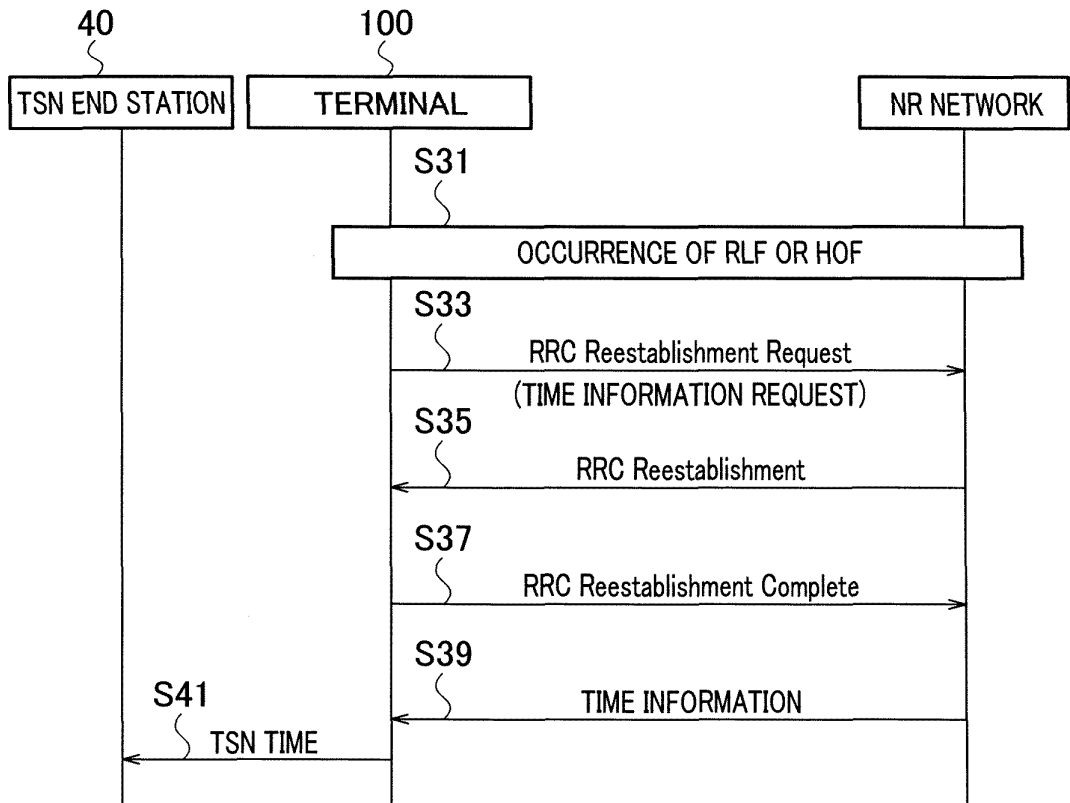 40
100
TSN END STATION
TERMINAL
NR NETWORK
S31
OCCURRENCE OF RLF OR HOF
S33
RRC Reestablishment Request
(TIME INFORMATION REQUEST)
S35
RRC Reestablishment
S37
RRC Reestablishment Complete
S39
TIME INFORMATION
S41
TSN TIME